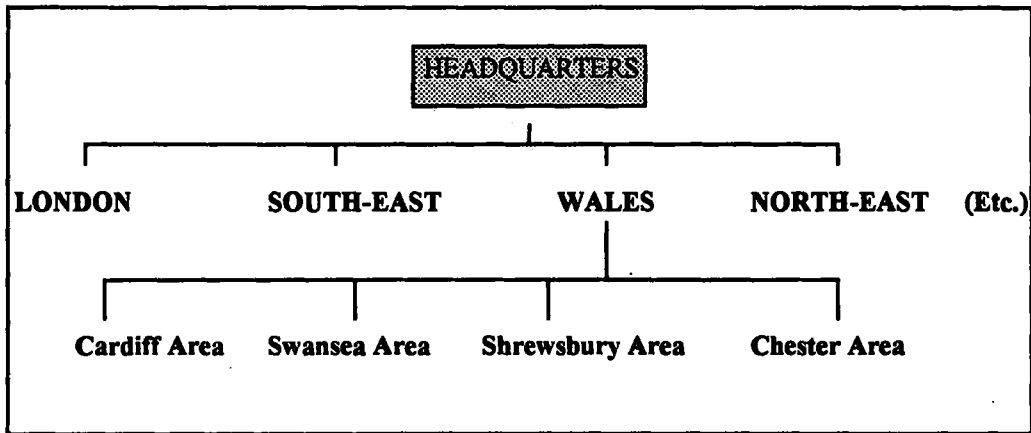 HEADQUARTERS
LONDON SOUTH-EAST WALES NORTH-EAST (Etc.)
Cardiff Area Swansea Area Shrewsbury Area Chester Area